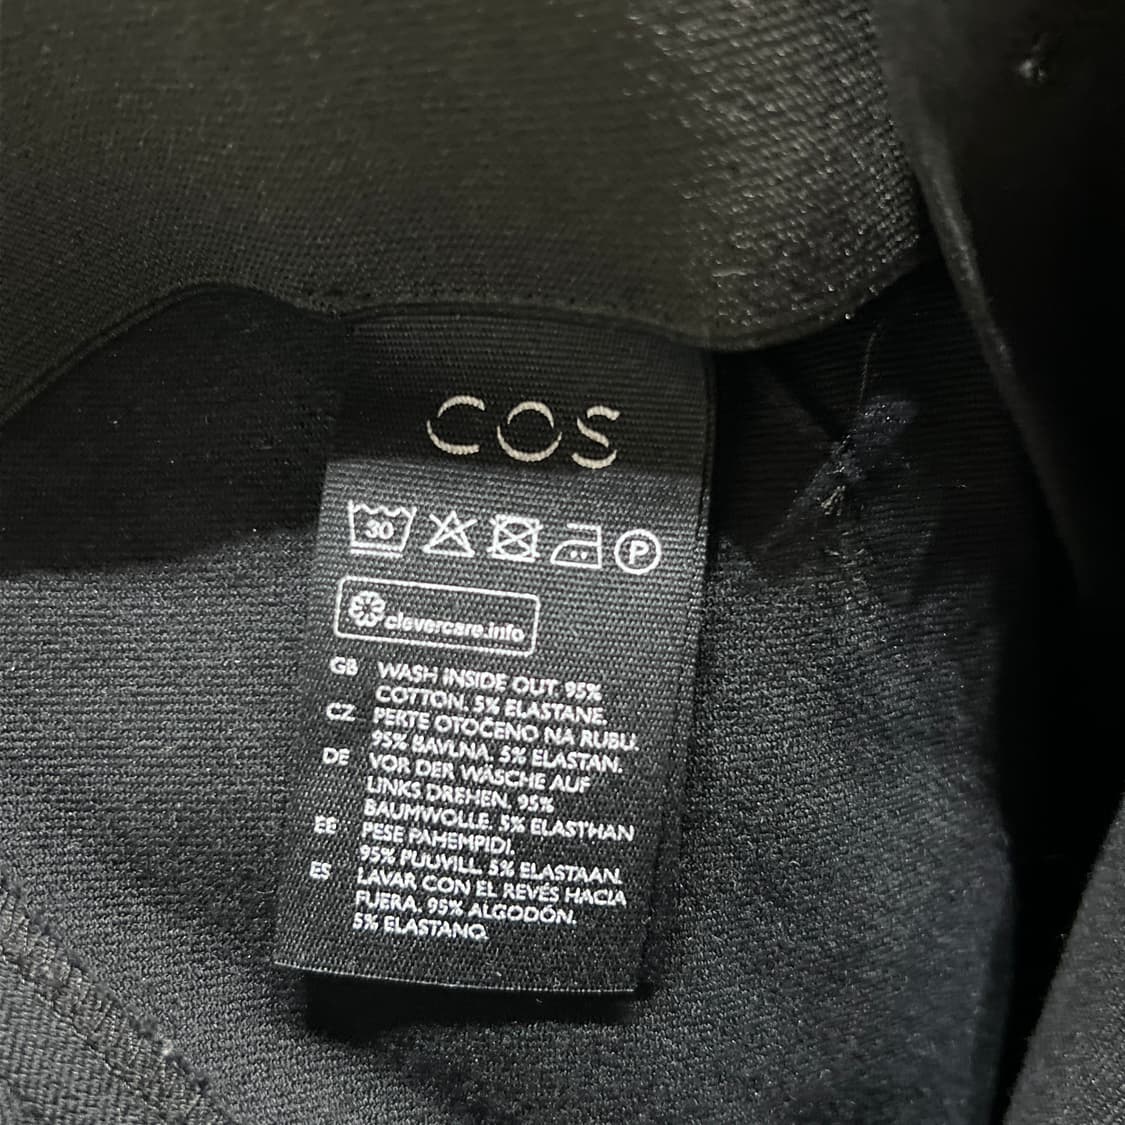 COS
30
P
clevercare.info
GB WASH INSIDE OUT. 95%
COTTON. 5% ELASTANE.
CZ PERTE OTOČENO NA RUBU.
95% BAVLNA. 5% ELASTAN.
DE VOR DER WÄSCHE AUF
LINKS DREHEN. 95%
BAUMWOLLE. 5% ELASTHAN
EE PESE PAHEMPIDI.
95% PUUVILL. 5% ELASTAAN.
ES LAVAR CON EL REVÉS HACIA
FUERA. 95% ALGODÓN.
5% ELASTANO.